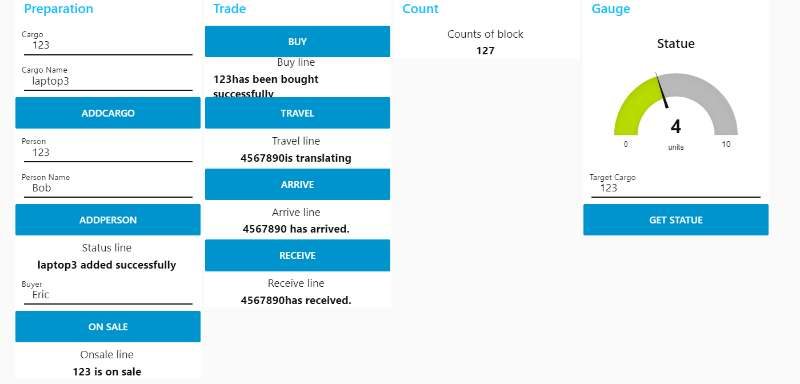 Preparation
Cargo
123
Cargo Name
laptop3
ADDCARGO
Person
123
Person Name
Bob
ADDPERSON
Status line
laptop3 added successfully
Buyer
Eric
ON SALE
Onsale line
123 is on sale
Trade
BUY
Buy line
123has been bought
successfully
TRAVEL
Travel line
4567890is translating
ARRIVE
Arrive line
4567890 has arrived.
RECEIVE
Receive line
4567890has received.
Count
Counts of block
127
Gauge
Statue
4
0 units 10
Target Cargo
123
GET STATUE